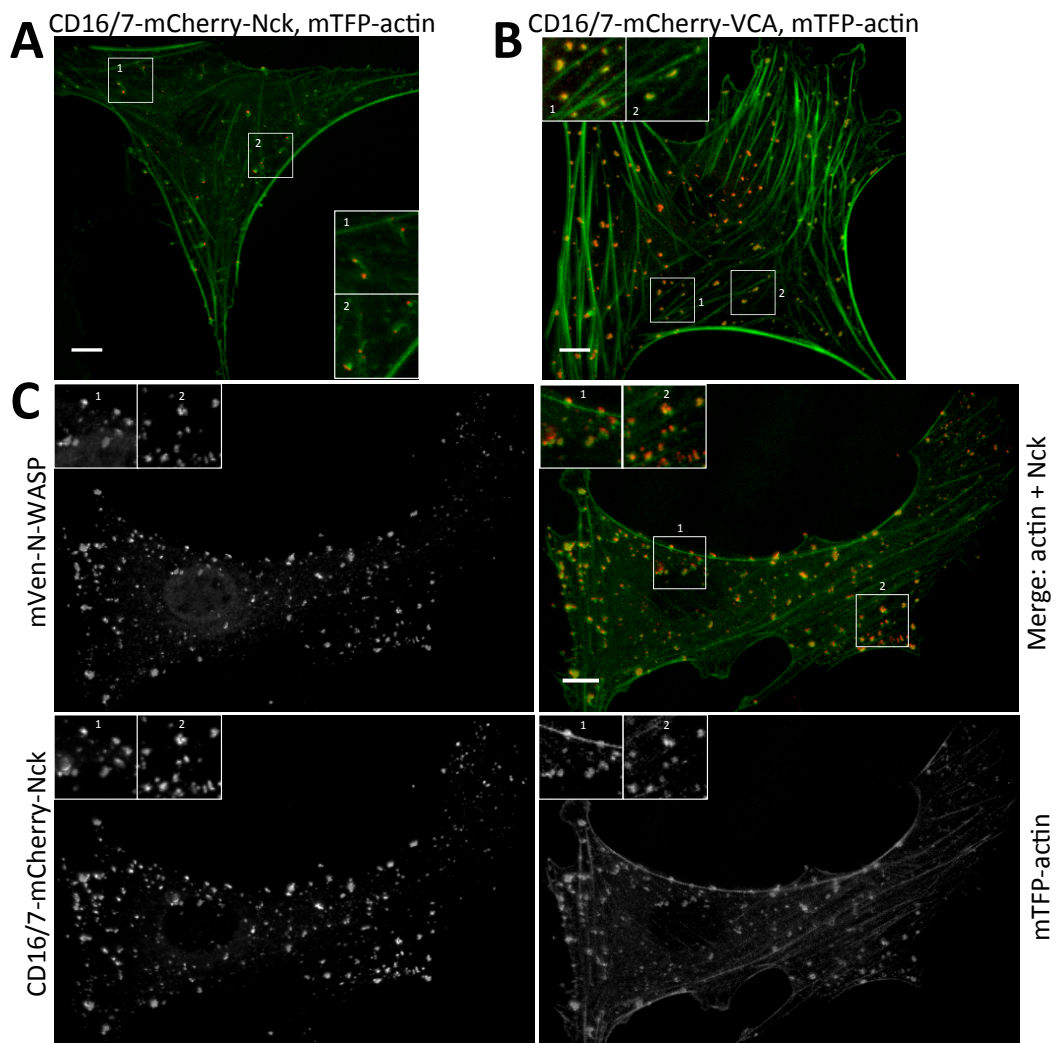 A
CD16/7-mCherry-Nck, mTFP-actin
1
2
1
2
B
CD16/7-mCherry-VCA, mTFP-actin
1
2
1
2
C
mVen-N-WASP
1
2
Merge: actin + Nck
1
2
1
2
CD16/7-mCherry-Nck
1
2
mTFP-actin
1
2